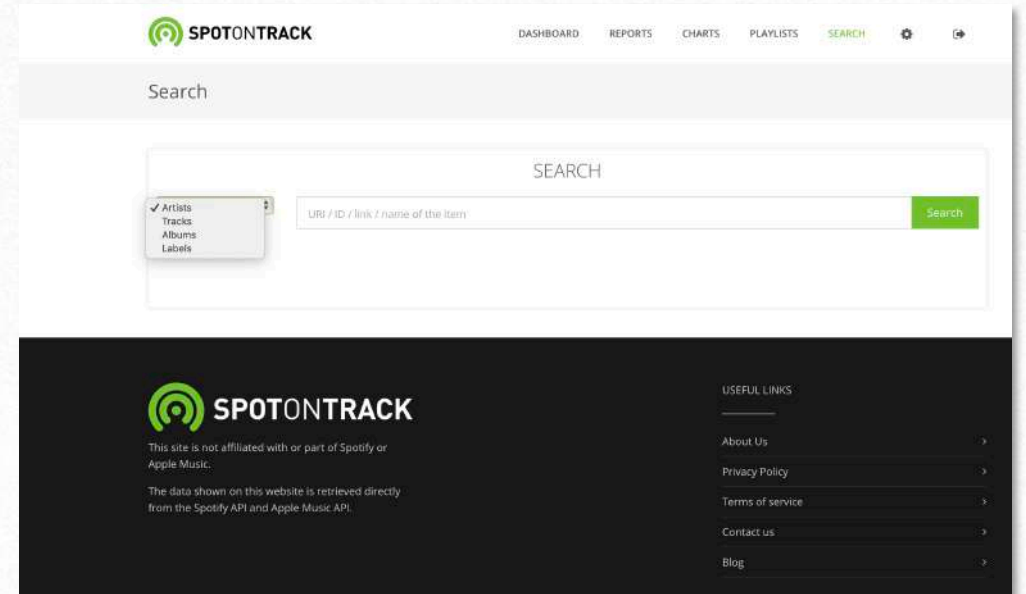 SPOTONTRACK
DASHBOARD REPORTS CHARTS PLAYLISTS SEARCH
Search
SEARCH
✓ Artists
Tracks
Albums
Labels
URI / ID / link / name of the item
Search
SPOTONTRACK
This site is not affiliated with or part of Spotify or
Apple Music.
The data shown on this website is retrieved directly
from the Spotify API and Apple Music API.
USEFUL LINKS
About Us
Privacy Policy
Terms of service
Contact us
Blog